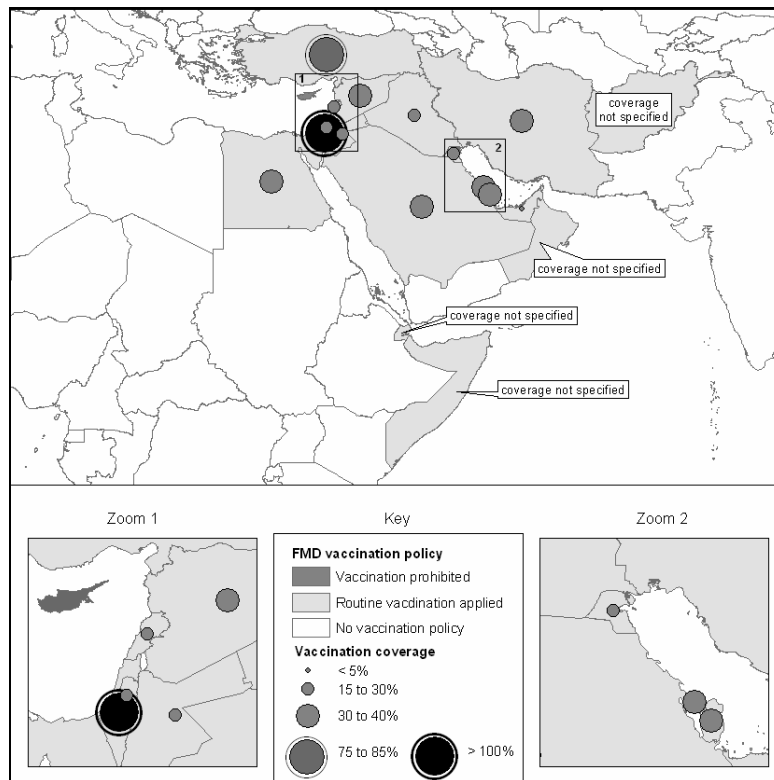 1
coverage
not specified
2
coverage not specified
coverage not specified
coverage not specified
Zoom 1
Key
Zoom 2
FMD vaccination policy
Vaccination prohibited
Routine vacdination applied
No vaccination policy
Vaccination coverage
< 5%
15 to 30%
30 to 40%
75 to 85%
> 100%